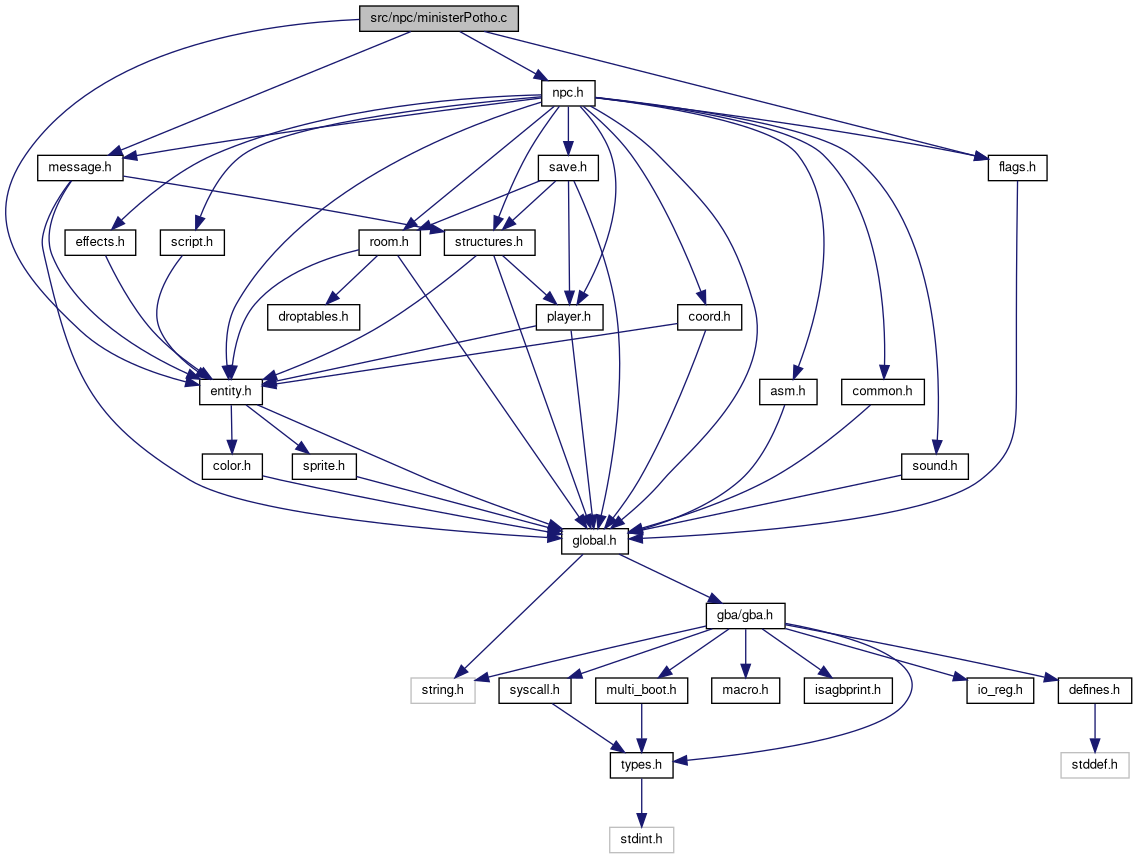 src/npc/ministerPotho.c
npc.h
message.h
save.h
flags.h
effects.h
script.h
room.h
structures.h
droptables.h
player.h
coord.h
entity.h
asm.h
common.h
color.h
sprite.h
sound.h
global.h
gba/gba.h
string.h
syscall.h
multi_boot.h
macro.h
isagbprint.h
io_reg.h
defines.h
types.h
stddef.h
stdint.h